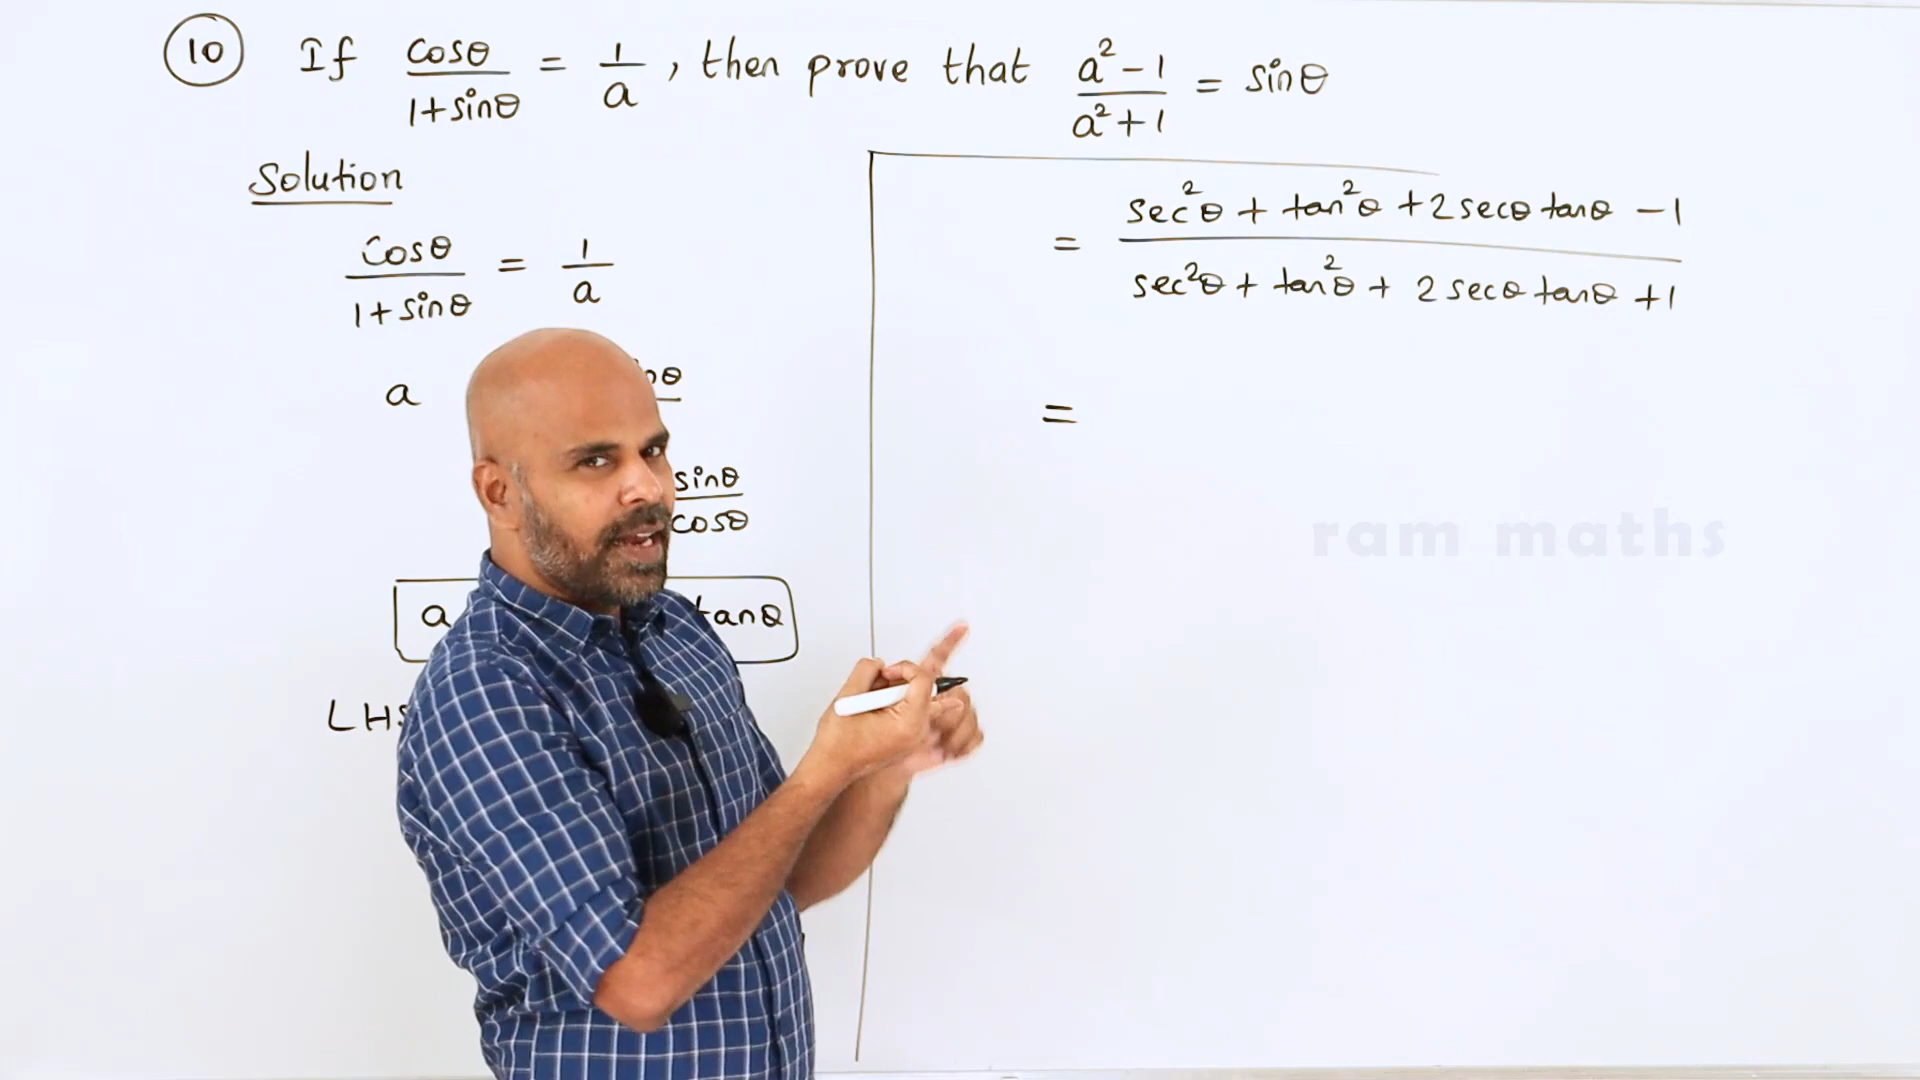 10 If cosθ/1+sinθ = 1/a, then prove that a²-1/a²+1 = sinθ
Solution
cosθ/1+sinθ = 1/a
a
sinθ/cosθ
a tanθ
LHS
= sec²θ + tan²θ + 2secθ tanθ - 1/sec²θ + tan²θ + 2secθ tanθ + 1
=
ram maths